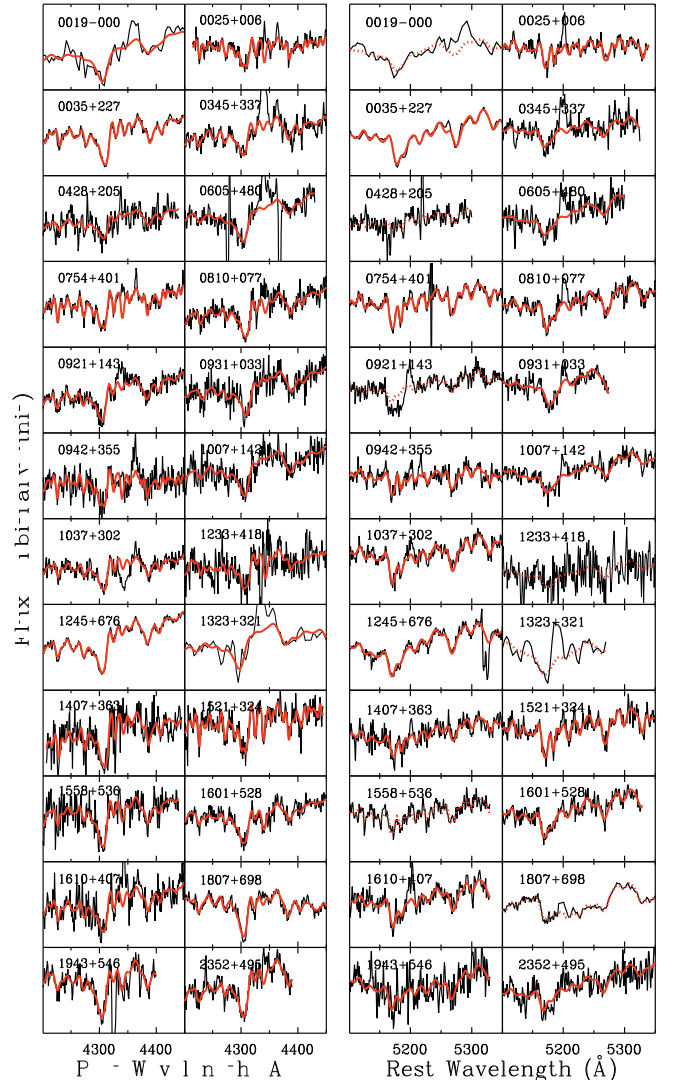 0019−000 0025+006 0019−000 0025+006
0035+227 0345+337 0035+227 0345+337
0428+205 0605+480 0428+205 0605+480
0754+401 0810+077 0754+401 0810+077
0921+143 0931+033 0921+143 0931+033
0942+355 1007+142 0942+355 1007+142
1037+302 1233+418 1037+302 1233+418
1245+676 1323+321 1245+676 1323+321
1407+363 1521+324 1407+363 1521+324
1558+536 1601+528 1558+536 1601+528
1610+407 1807+698 1610+407 1807+698
1943+546 2352+495 1943+546 2352+495
4300 4400 4300 4400 5200 5300 5200 5300
Rest Wavelength (Å)